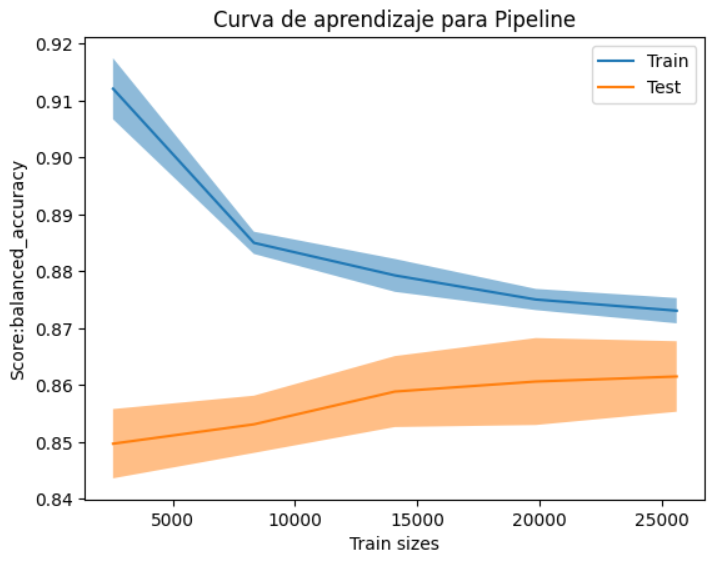 Curva de aprendizaje para Pipeline
0.92
0.91
0.90
0.89
0.88
0.87
0.86
0.85
0.84
Score:balanced_accuracy
Train
Test
5000 10000 15000 20000 25000
Train sizes